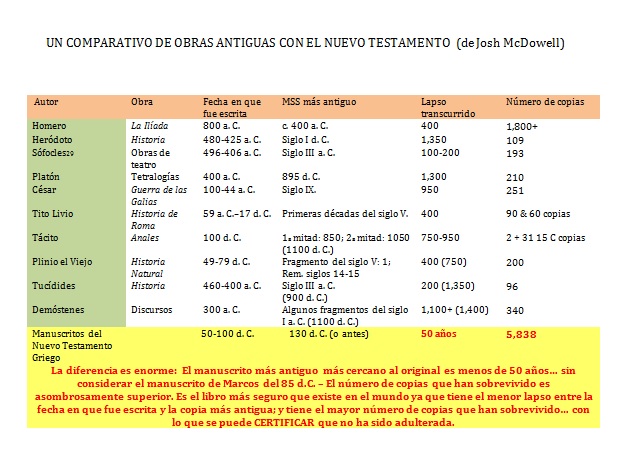 UN COMPARATIVO DE OBRAS ANTIGUAS CON EL NUEVO TESTAMENTO (de Josh McDowell)
Autor Obra Fecha en que fue escrita MSS más antiguo Lapso transcurrido Número de copias
Homero La Ilíada 800 a. C. c. 400 a. C. 400 1,800+
Heródoto Historia 480-425 a. C. Siglo I d. C. 1,350 109
Sófocles29 Obras de teatro 496-406 a. C. Siglo III a. C. 100-200 193
Platón Tetralogías 400 a. C. 895 d. C. 1,300 210
César Guerra de las Galias 100-44 a. C. Siglo IX. 950 251
Tito Livio Historia de Roma 59 a. C.–17 d. C. Primeras décadas del siglo V. 400 90 & 60 copias
Tácito Anales 100 d. C. 1a mitad: 850; 2a mitad: 1050 (1100 d. C.) 750-950 2 + 31 15 C copias
Plinio el Viejo Historia Natural 49-79 d. C. Fragmento del siglo V: 1; Rem. siglos 14-15 400 (750) 200
Tucídides Historia 460-400 a. C. Siglo III a. C. (900 d. C.) 200 (1,350) 96
Demóstenes Discursos 300 a. C. Algunos fragmentos del siglo I a. C. (1100 d. C.) 1,100+ (1,400) 340
Manuscritos del Nuevo Testamento Griego 50-100 d. C. 130 d. C. (o antes) 50 años 5,838
La diferencia es enorme: El manuscrito más antiguo más cercano al original es menos de 50 años... sin
considerar el manuscrito de Marcos del 85 d.C. – El número de copias que han sobrevivido es
asombrosamente superior. Es el libro más seguro que existe en el mundo ya que tiene el menor lapso entre la
fecha en que fue escrita y la copia más antigua; y tiene el mayor número de copias que han sobrevivido... con
lo que se puede CERTIFICAR que no ha sido adulterada.